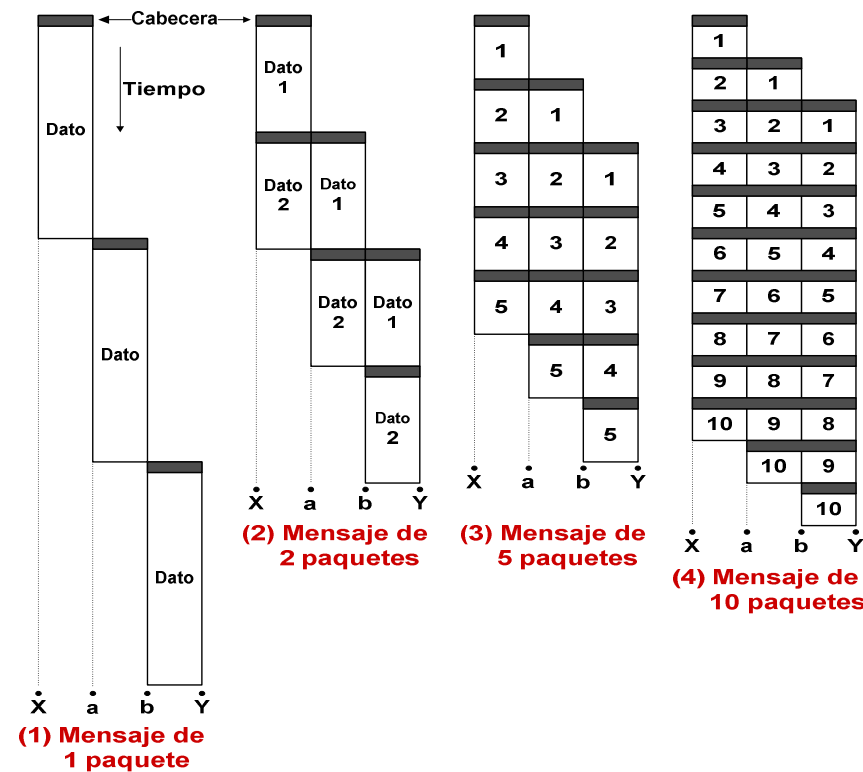 Cabecera
Tiempo
Dato
Dato
Dato
X a b Y
(1) Mensaje de
1 paquete
Dato
1
Dato
2
Dato
1
Dato
2
Dato
1
Dato
2
X a b Y
(2) Mensaje de
2 paquetes
1
2 1
3 2 1
4 3 2
5 4 3
5 4
5
X a b Y
(3) Mensaje de
5 paquetes
1
2 1
3 2 1
4 3 2
5 4 3
6 5 4
7 6 5
8 7 6
9 8 7
10 9 8
10 9
10
X a b Y
(4) Mensaje de
10 paquetes